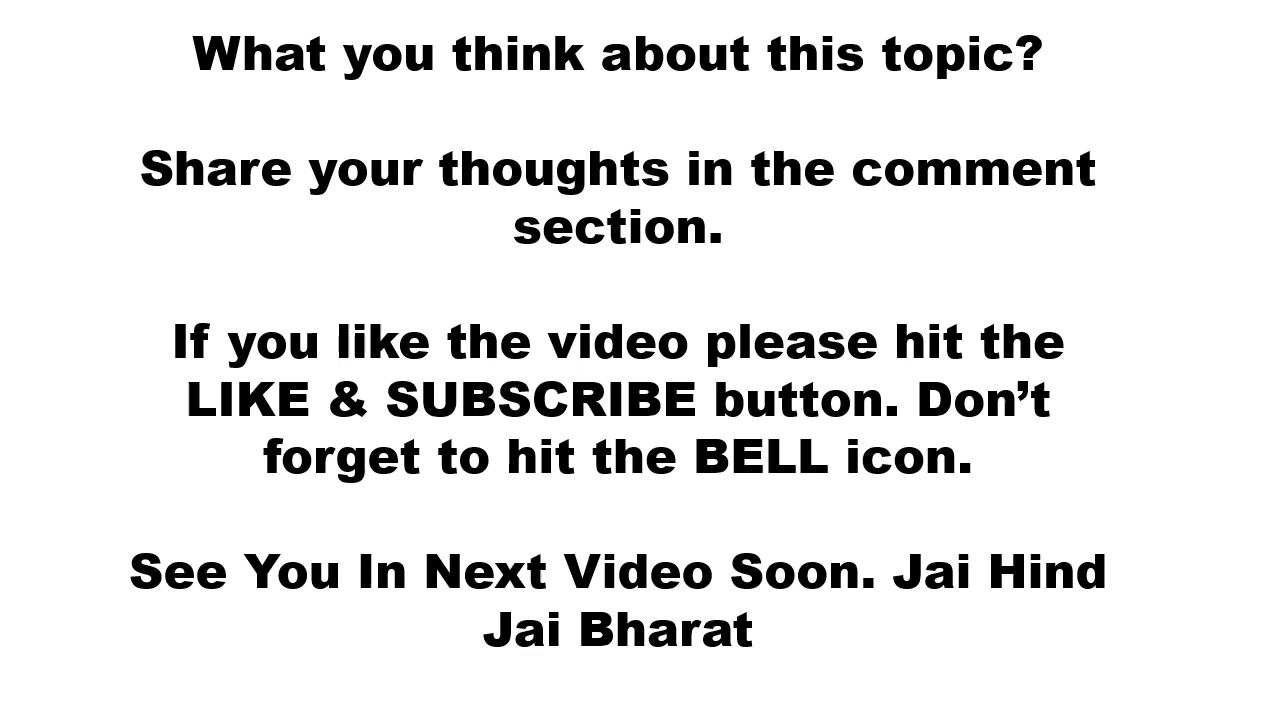 What you think about this topic?
Share your thoughts in the comment
section.
If you like the video please hit the
LIKE & SUBSCRIBE button. Don’t
forget to hit the BELL icon.
See You In Next Video Soon. Jai Hind
Jai Bharat